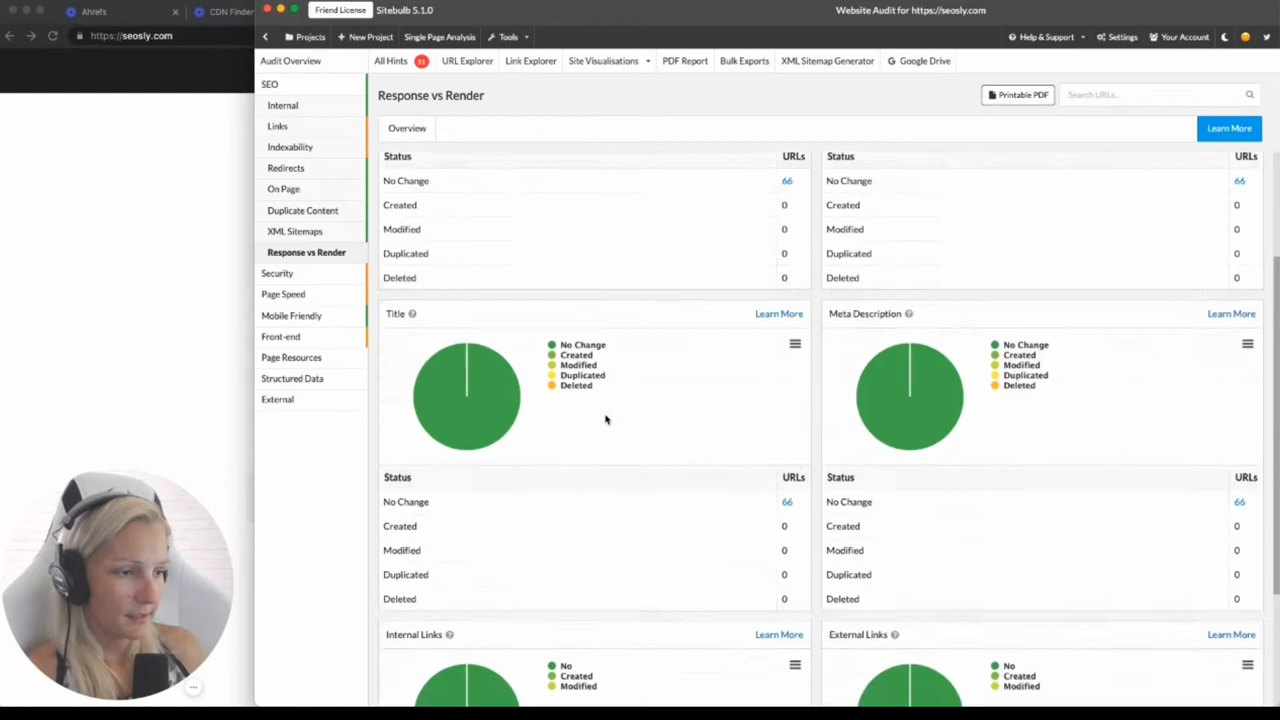 Ahrefs
CDN Finder
https://seosly.com
Friend License
Sitebulb 5.1.0
Website Audit for https://seosly.com
Projects
New Project
Single Page Analysis
Tools
Help & Support
Settings
Your Account
Audit Overview
All Hints
51
URL Explorer
Link Explorer
Site Visualisations
PDF Report
Bulk Exports
XML Sitemap Generator
Google Drive
SEO
Internal
Links
Indexability
Redirects
On Page
Duplicate Content
XML Sitemaps
Response vs Render
Security
Page Speed
Mobile Friendly
Front-end
Page Resources
Structured Data
External
Response vs Render
Printable PDF
Search URLs...
Overview
Learn More
Status URLs
No Change 66
Created 0
Modified 0
Duplicated 0
Deleted 0
Status URLs
No Change 66
Created 0
Modified 0
Duplicated 0
Deleted 0
Title
Learn More
No Change
Created
Modified
Duplicated
Deleted
Status URLs
No Change 66
Created 0
Modified 0
Duplicated 0
Deleted 0
Meta Description
Learn More
No Change
Created
Modified
Duplicated
Deleted
Status URLs
No Change 66
Created 0
Modified 0
Duplicated 0
Deleted 0
Internal Links
Learn More
No
Created
Modified
External Links
Learn More
No
Created
Modified